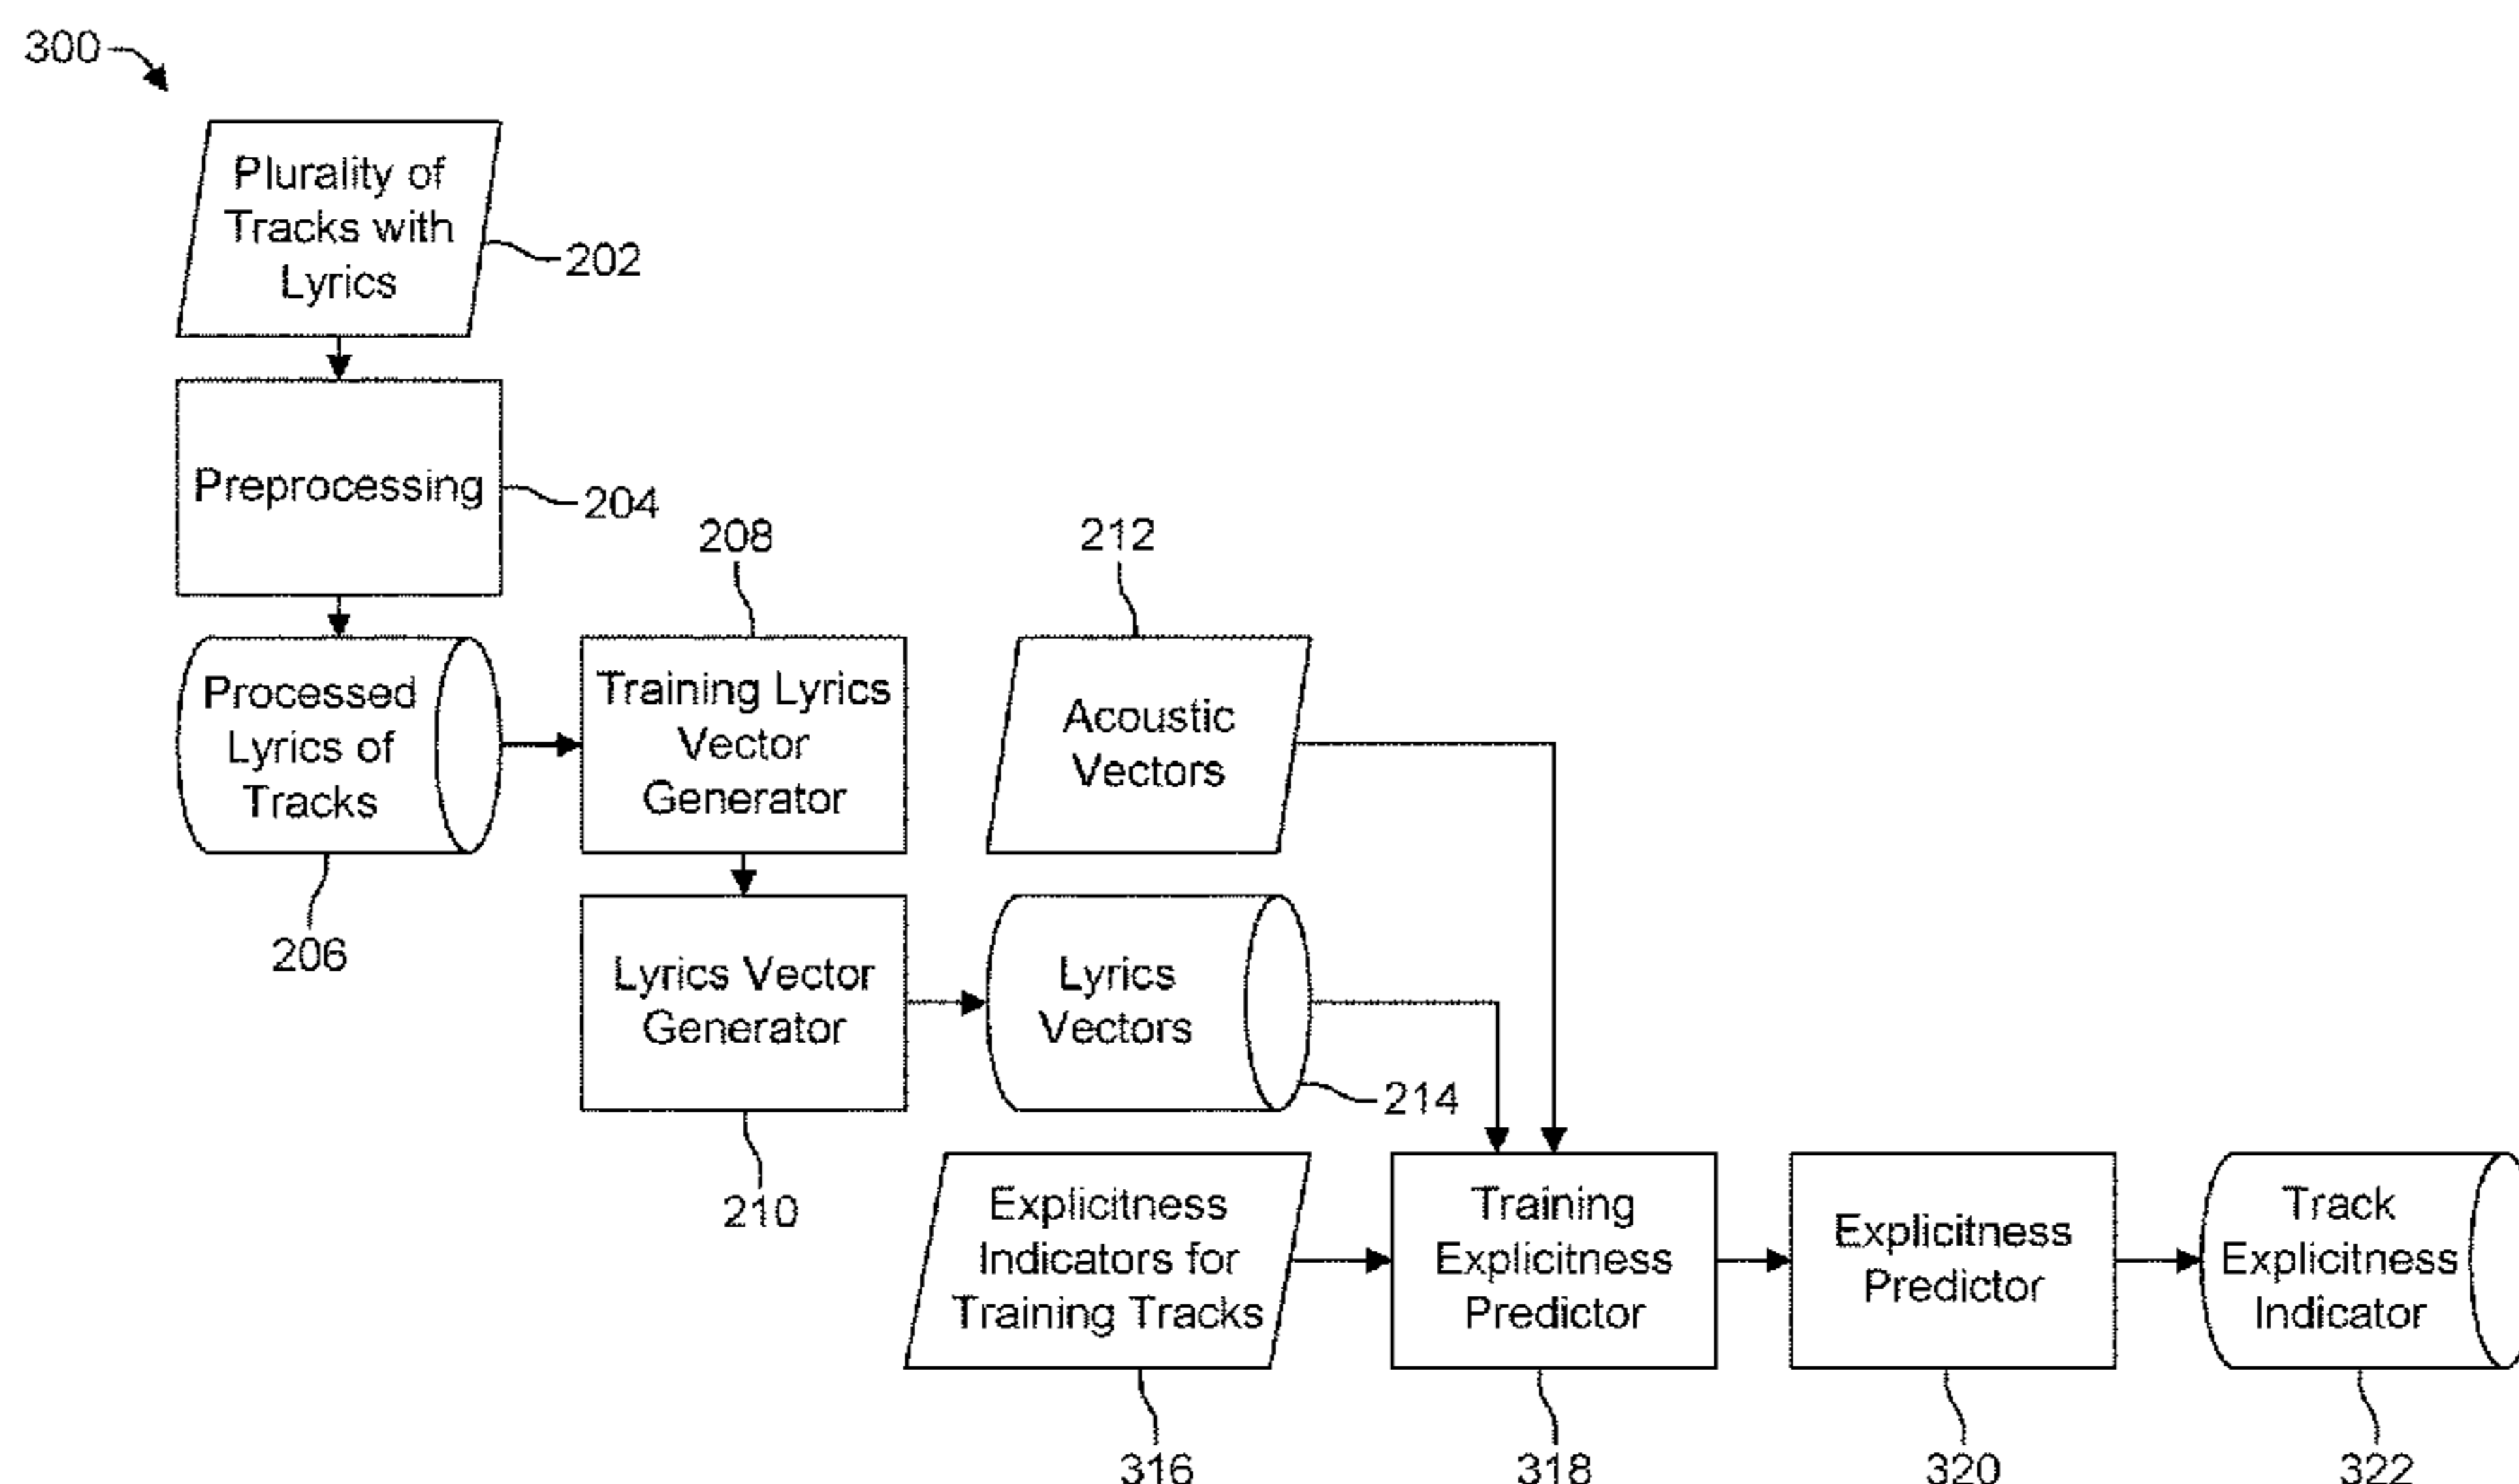 300
Plurality of
Tracks with
Lyrics
202
Preprocessing
204
208
212
Processed
Lyrics of
Tracks
Training Lyrics
Vector
Generator
Acoustic
Vectors
206
Lyrics Vector
Generator
Lyrics
Vectors
214
210
Explicitness
Indicators for
Training Tracks
Training
Explicitness
Predictor
Explicitness
Predictor
Track
Explicitness
Indicator
316
318
320
322